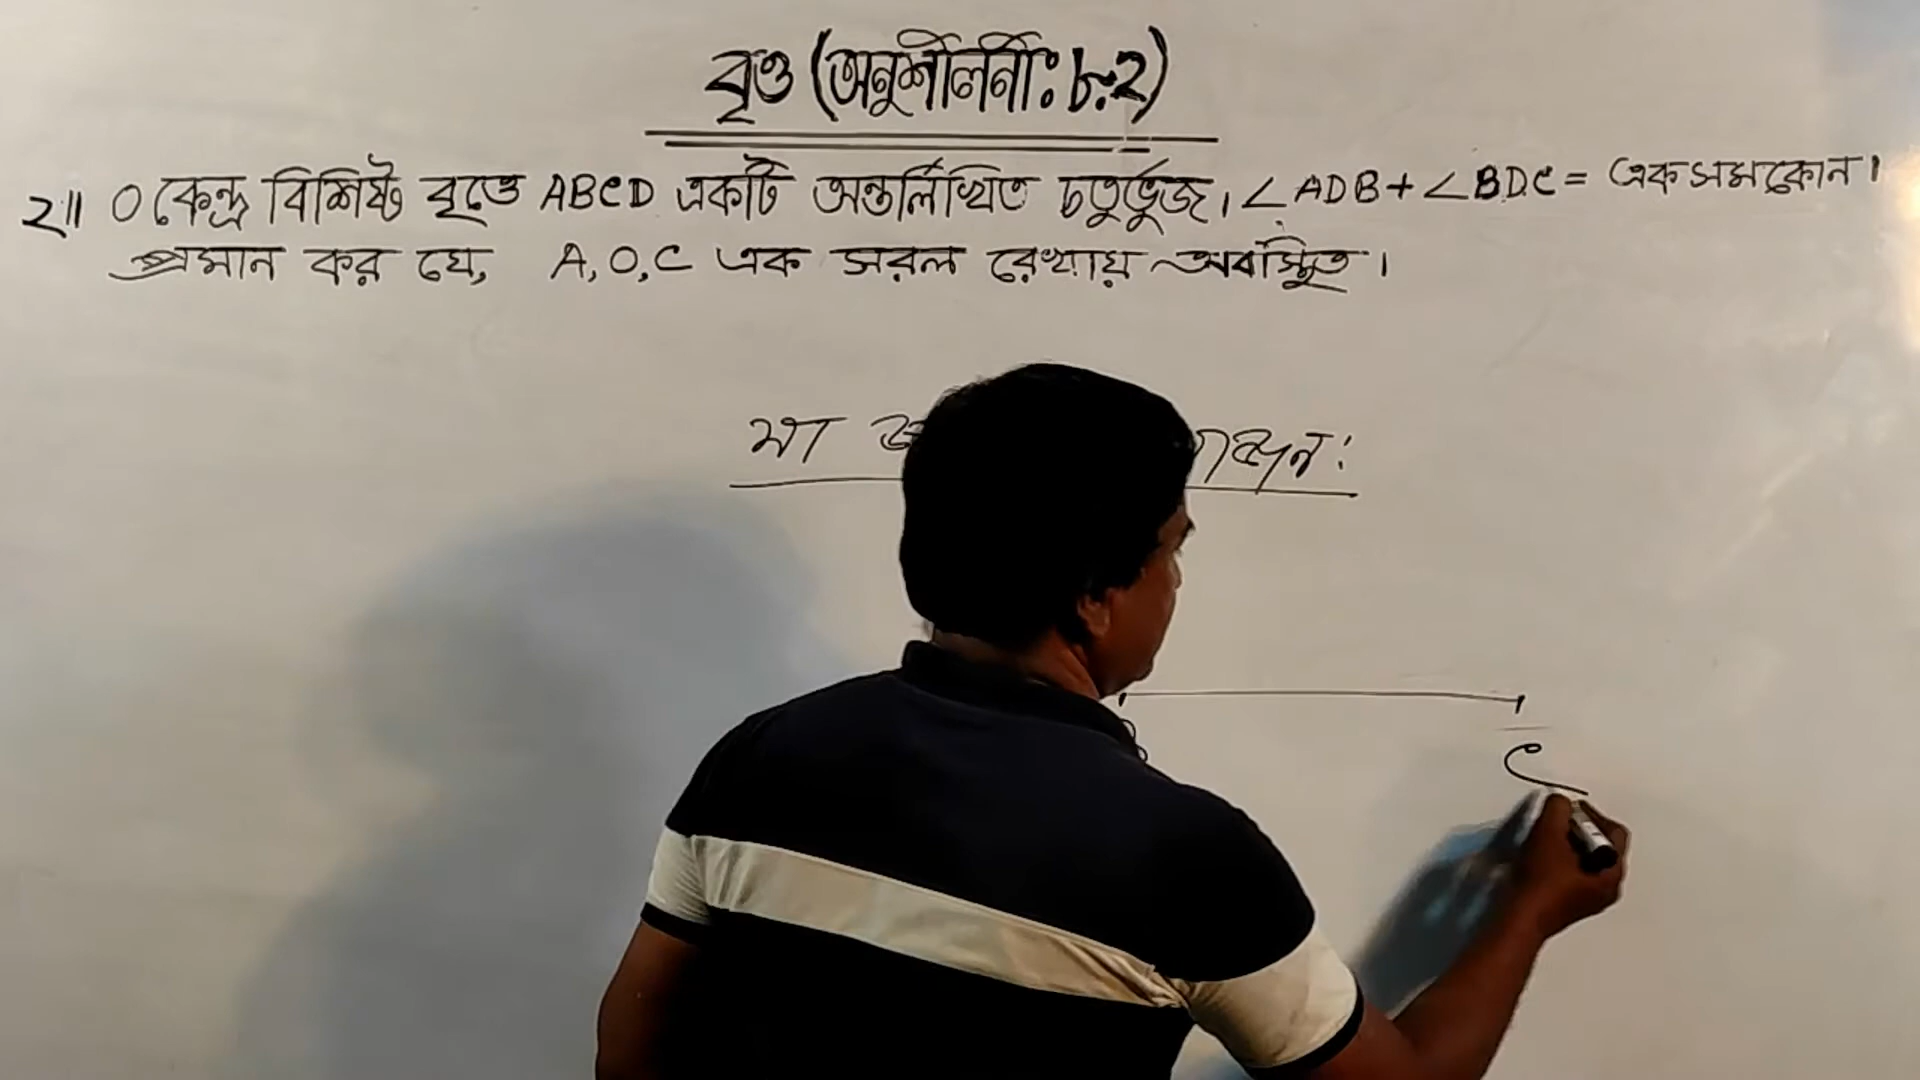 বৃত্ত (অনুশীলনী: ৮.২)
২॥ O কেন্দ্র বিশিষ্ট বৃত্তে ABCD একটি অন্তর্লিখিত চতুর্ভুজ। ∠ADB + ∠BDC = এক সমকোন।
প্রমান কর যে, A, O, C এক সরল রেখায় অবস্থিত।
যা
C